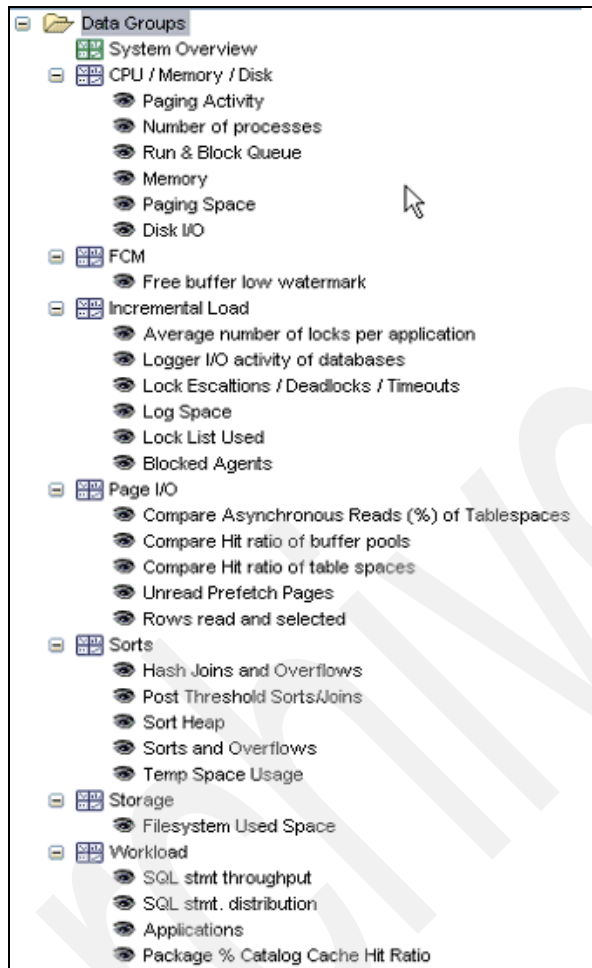 Data Groups
System Overview
CPU / Memory / Disk
Paging Activity
Number of processes
Run & Block Queue
Memory
Paging Space
Disk I/O
FCM
Free buffer low watermark
Incremental Load
Average number of locks per application
Logger I/O activity of databases
Lock Escaltions / Deadlocks / Timeouts
Log Space
Lock List Used
Blocked Agents
Page I/O
Compare Asynchronous Reads (%) of Tablespaces
Compare Hit ratio of buffer pools
Compare Hit ratio of table spaces
Unread Prefetch Pages
Rows read and selected
Sorts
Hash Joins and Overflows
Post Threshold Sorts/Joins
Sort Heap
Sorts and Overflows
Temp Space Usage
Storage
Filesystem Used Space
Workload
SQL stmt throughput
SQL stmt. distribution
Applications
Package % Catalog Cache Hit Ratio